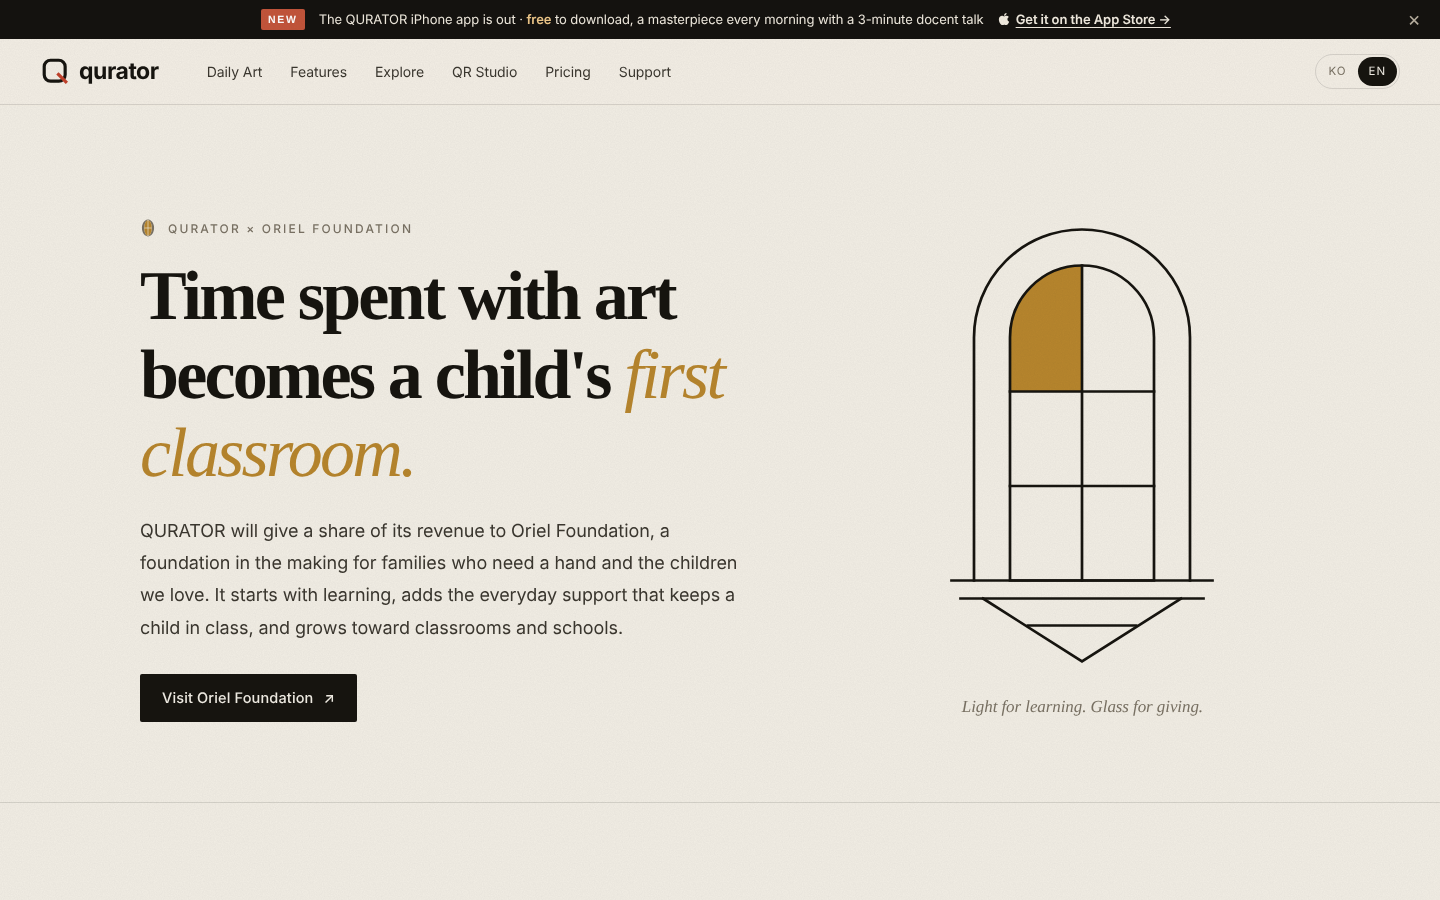 NEW The QURATOR iPhone app is out · free to download, a masterpiece every morning with a 3-minute docent talk Get it on the App Store → ✕
qurator Daily Art Features Explore QR Studio Pricing Support KO EN
QURATOR × ORIEL FOUNDATION
Time spent with art
becomes a child's first
classroom.
QURATOR will give a share of its revenue to Oriel Foundation, a
foundation in the making for families who need a hand and the children
we love. It starts with learning, adds the everyday support that keeps a
child in class, and grows toward classrooms and schools.
Visit Oriel Foundation ↗
Light for learning. Glass for giving.